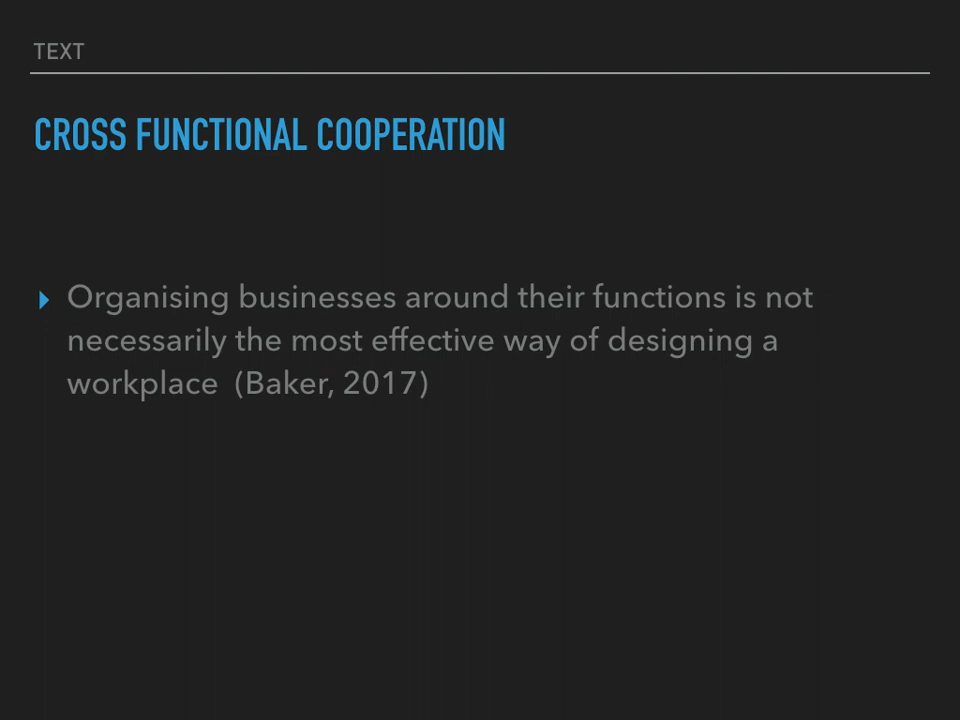 TEXT
CROSS FUNCTIONAL COOPERATION
Organising businesses around their functions is not
necessarily the most effective way of designing a
workplace  (Baker, 2017)